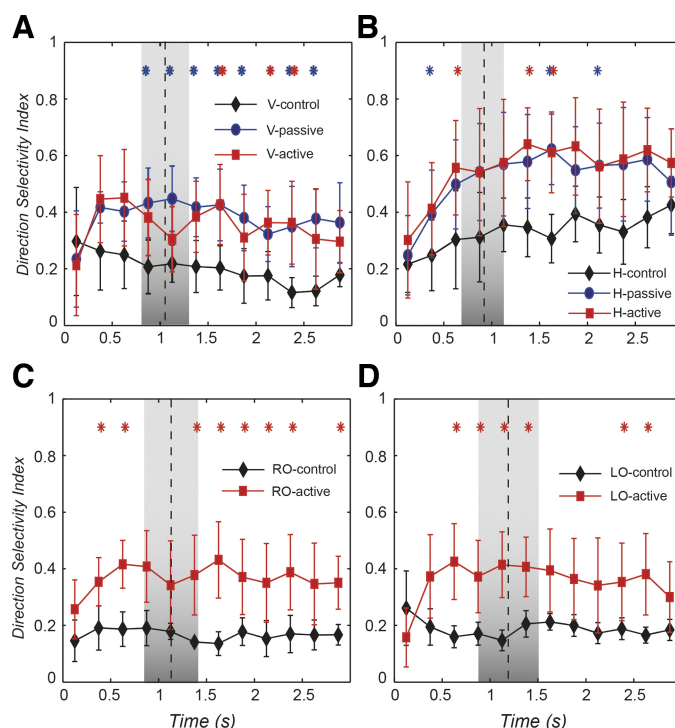 A
Direction Selectivity Index
1
0.8
0.6
0.4
0.2
0
* * * * * * * * * *
V-control
V-passive
V-active
0 0.5 1 1.5 2 2.5
B
1
0.8
0.6
0.4
0.2
0
* * * * * *
H-control
H-passive
H-active
0 0.5 1 1.5 2 2.5
C
Direction Selectivity Index
1
0.8
0.6
0.4
0.2
0
* * * * * * * *
RO-control
RO-active
0 0.5 1 1.5 2 2.5
Time (s)
D
1
0.8
0.6
0.4
0.2
0
* * * * * *
LO-control
LO-active
0 0.5 1 1.5 2 2.5
Time (s)